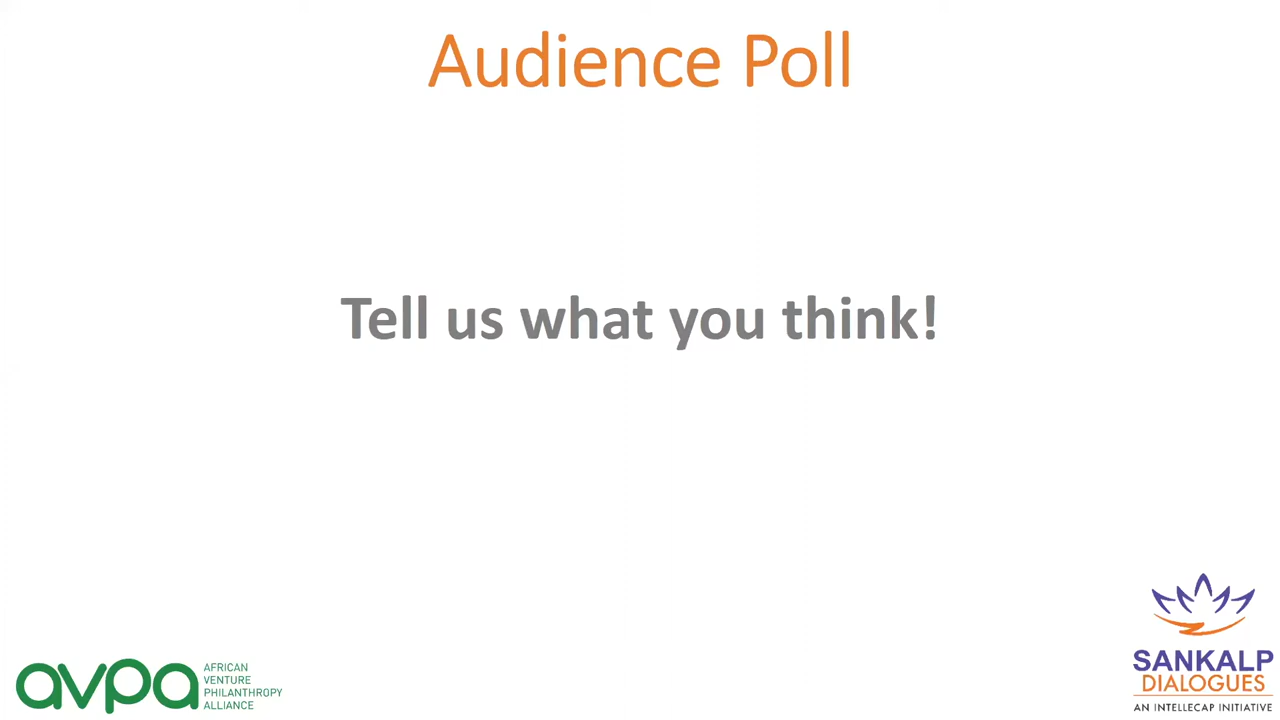 Audience Poll
Tell us what you think!
avpa
AFRICAN
VENTURE
PHILANTHROPY
ALLIANCE
SANKALP
DIALOGUES
AN INTELLECAP INITIATIVE